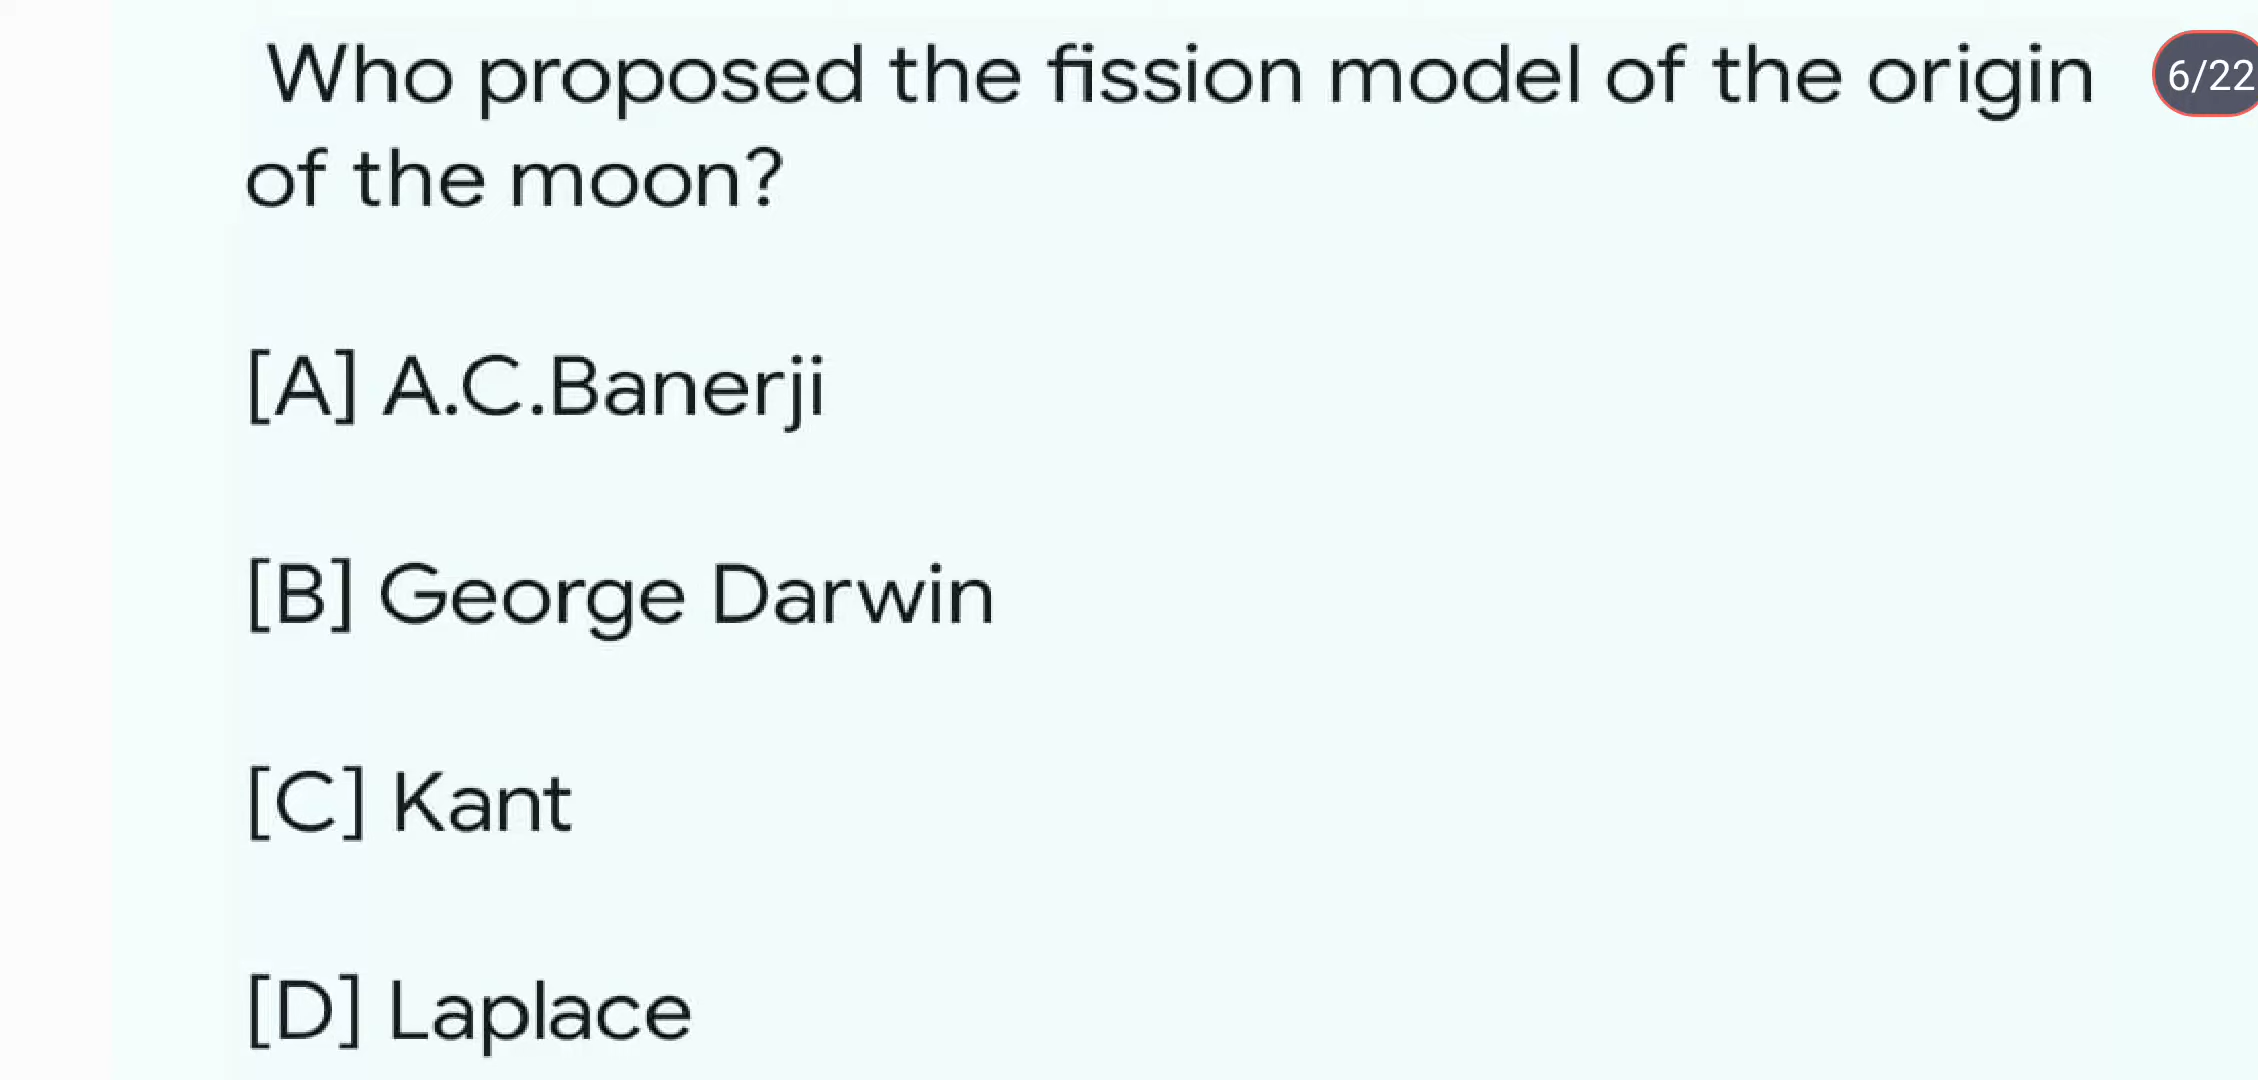 Who proposed the fission model of the origin
6/22
of the moon?
[A] A.C.Banerji
[B] George Darwin
[C] Kant
[D] Laplace